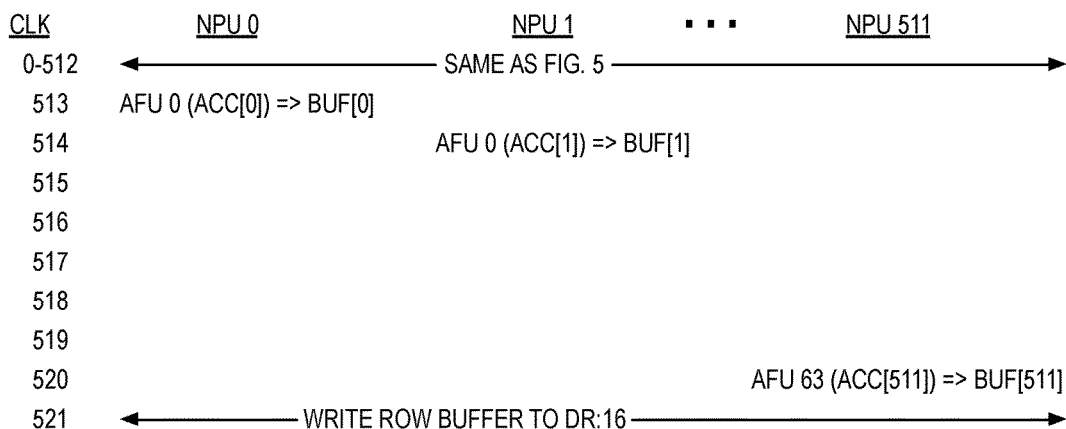 CLK NPU 0 NPU 1 ... NPU 511
0-512 SAME AS FIG. 5
513 AFU 0 (ACC[0]) => BUF[0]
514 AFU 0 (ACC[1]) => BUF[1]
515
516
517
518
519
520 AFU 63 (ACC[511]) => BUF[511]
521 WRITE ROW BUFFER TO DR:16